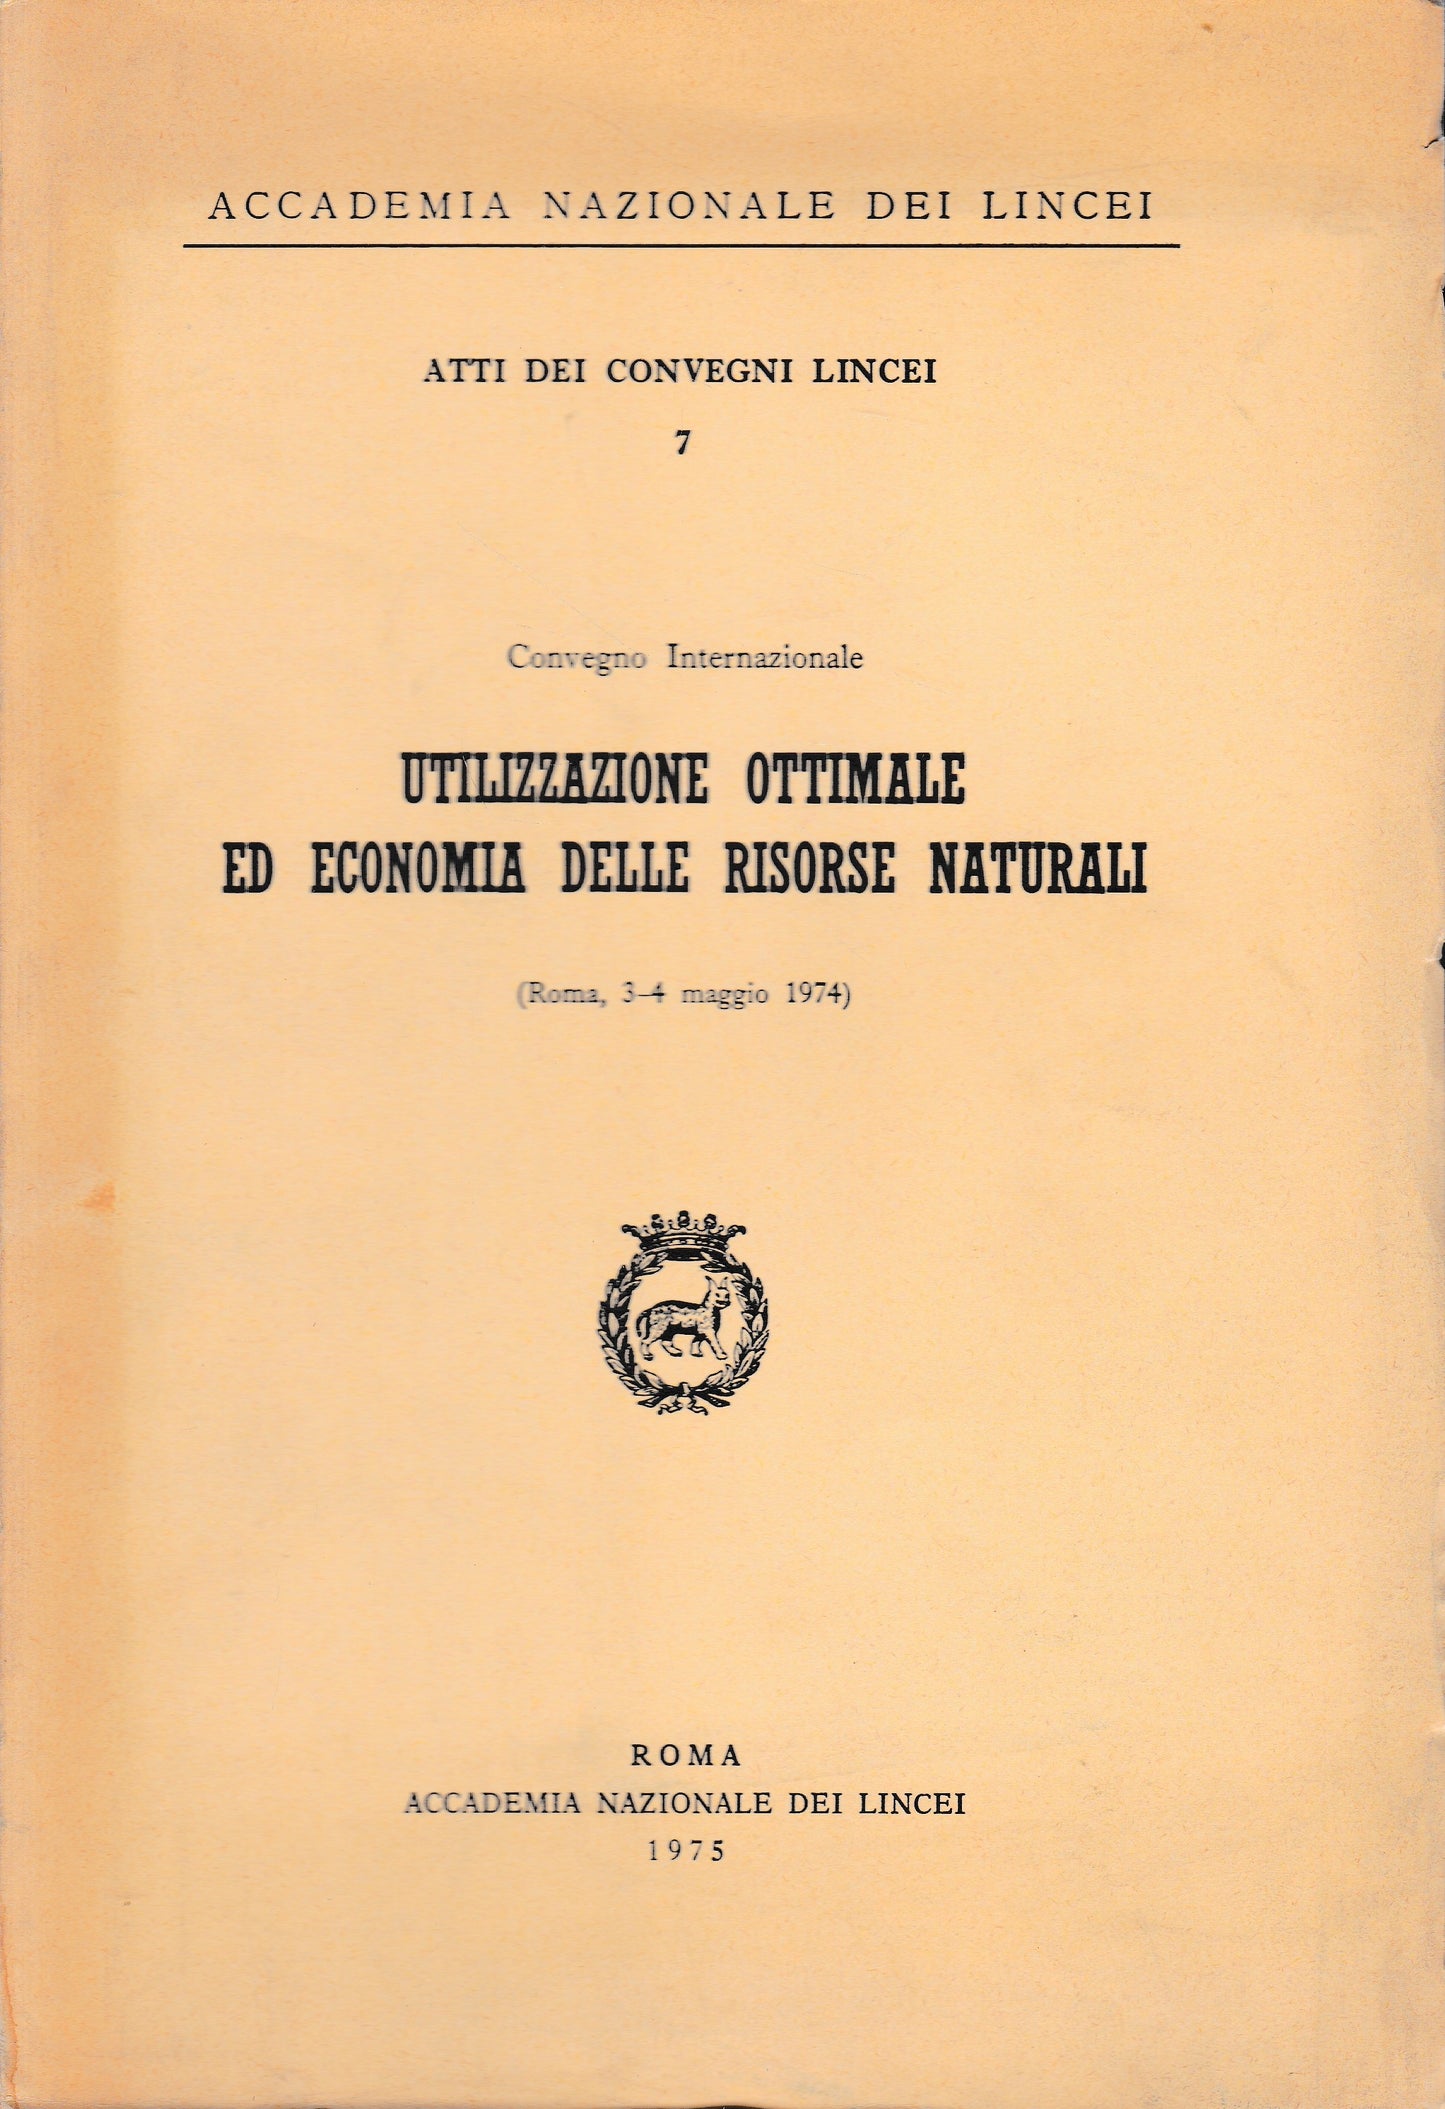 ACCADEMIA NAZIONALE DEI LINCEI
ATTI DEI CONVEGNI LINCEI
7
Convegno Internazionale
UTILIZZAZIONE OTTIMALE
ED ECONOMIA DELLE RISORSE NATURALI
(Roma, 3–4 maggio 1974)
ROMA
ACCADEMIA NAZIONALE DEI LINCEI
1975